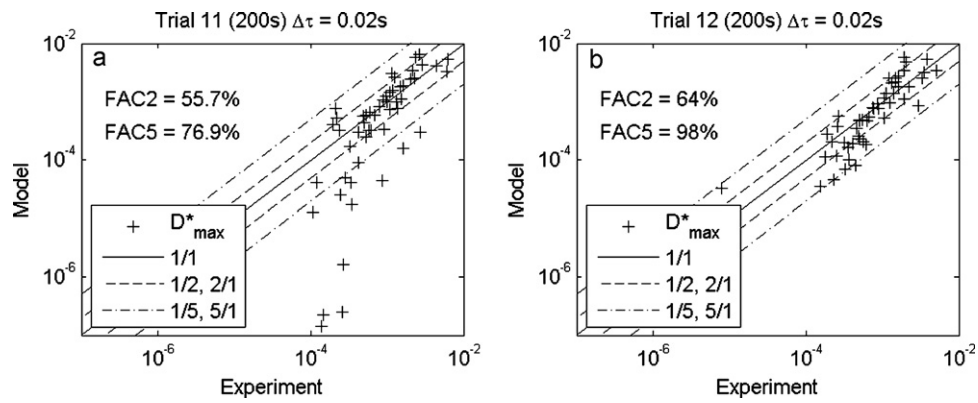 Trial 11 (200s) Δτ = 0.02s
a
FAC2 = 55.7%
FAC5 = 76.9%
D*max
1/1
1/2, 2/1
1/5, 5/1
Model
10^-2
10^-4
10^-6
10^-6
10^-4
10^-2
Experiment
Trial 12 (200s) Δτ = 0.02s
b
FAC2 = 64%
FAC5 = 98%
D*max
1/1
1/2, 2/1
1/5, 5/1
Model
10^-2
10^-4
10^-6
10^-8
10^-6
10^-4
10^-2
Experiment